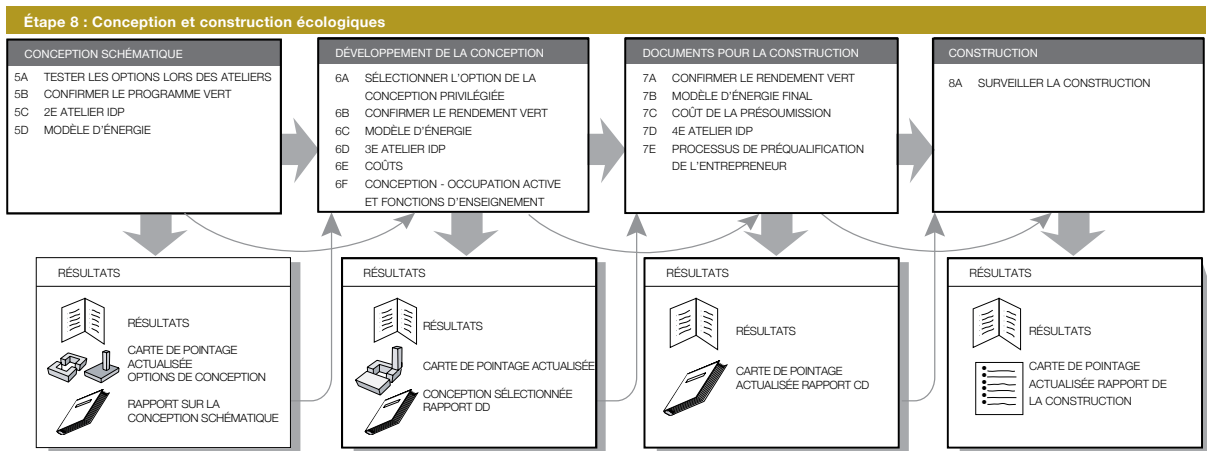 Étape 8 : Conception et construction écologiques
CONCEPTION SCHÉMATIQUE
5A TESTER LES OPTIONS LORS DES ATELIERS
5B CONFIRMER LE PROGRAMME VERT
5C 2E ATELIER IDP
5D MODÈLE D'ÉNERGIE
DÉVELOPPEMENT DE LA CONCEPTION
6A SÉLECTIONNER L'OPTION DE LA
CONCEPTION PRIVILÉGIÉE
6B CONFIRMER LE RENDEMENT VERT
6C MODÈLE D'ÉNERGIE
6D 3E ATELIER IDP
6E COÛTS
6F CONCEPTION - OCCUPATION ACTIVE
ET FONCTIONS D'ENSEIGNEMENT
DOCUMENTS POUR LA CONSTRUCTION
7A CONFIRMER LE RENDEMENT VERT
7B MODÈLE D'ÉNERGIE FINAL
7C COÛT DE LA PRÉSOUMISSION
7D 4E ATELIER IDP
7E PROCESSUS DE PRÉQUALIFICATION
DE L'ENTREPRENEUR
CONSTRUCTION
8A SURVEILLER LA CONSTRUCTION
RÉSULTATS
RÉSULTATS
CARTE DE POINTAGE
ACTUALISÉE
OPTIONS DE CONCEPTION
RAPPORT SUR LA
CONCEPTION SCHÉMATIQUE
RÉSULTATS
RÉSULTATS
CARTE DE POINTAGE ACTUALISÉE
CONCEPTION SÉLECTIONNÉE
RAPPORT DD
RÉSULTATS
RÉSULTATS
CARTE DE POINTAGE
ACTUALISÉE RAPPORT CD
RÉSULTATS
RÉSULTATS
CARTE DE POINTAGE
ACTUALISÉE RAPPORT DE
LA CONSTRUCTION